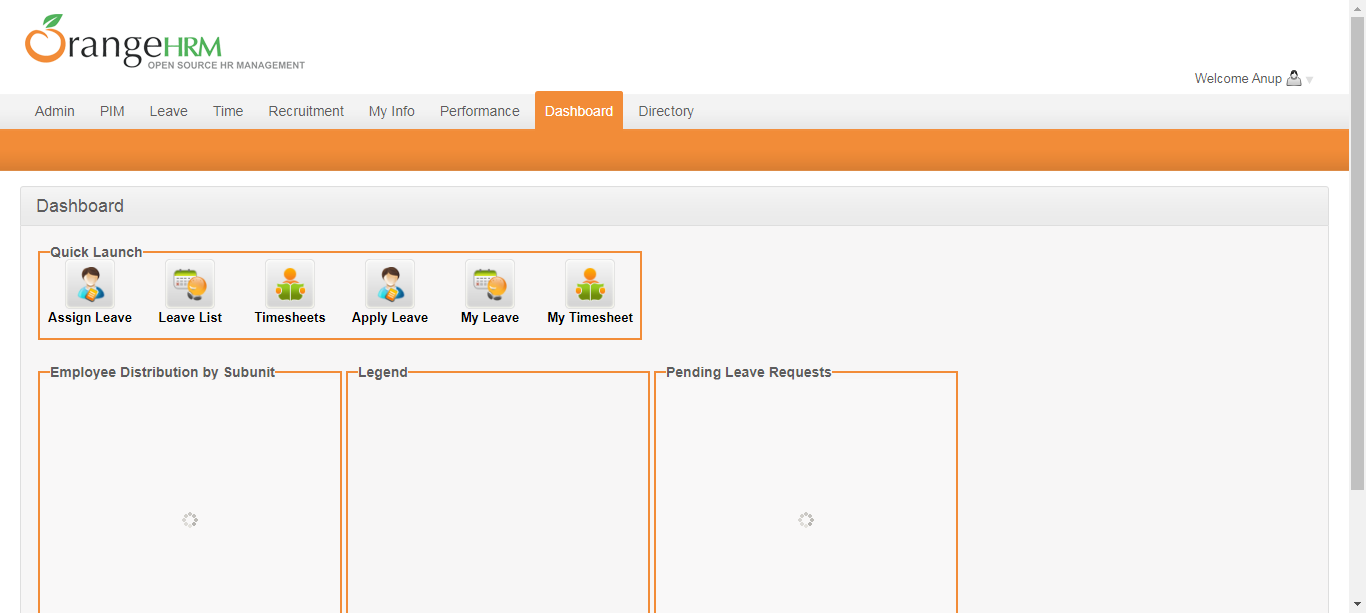 OrangeHRM
OPEN SOURCE HR MANAGEMENT
Welcome Anup
Admin PIM Leave Time Recruitment My Info Performance Dashboard Directory
Dashboard
Quick Launch
Assign Leave Leave List Timesheets Apply Leave My Leave My Timesheet
Employee Distribution by Subunit Legend Pending Leave Requests